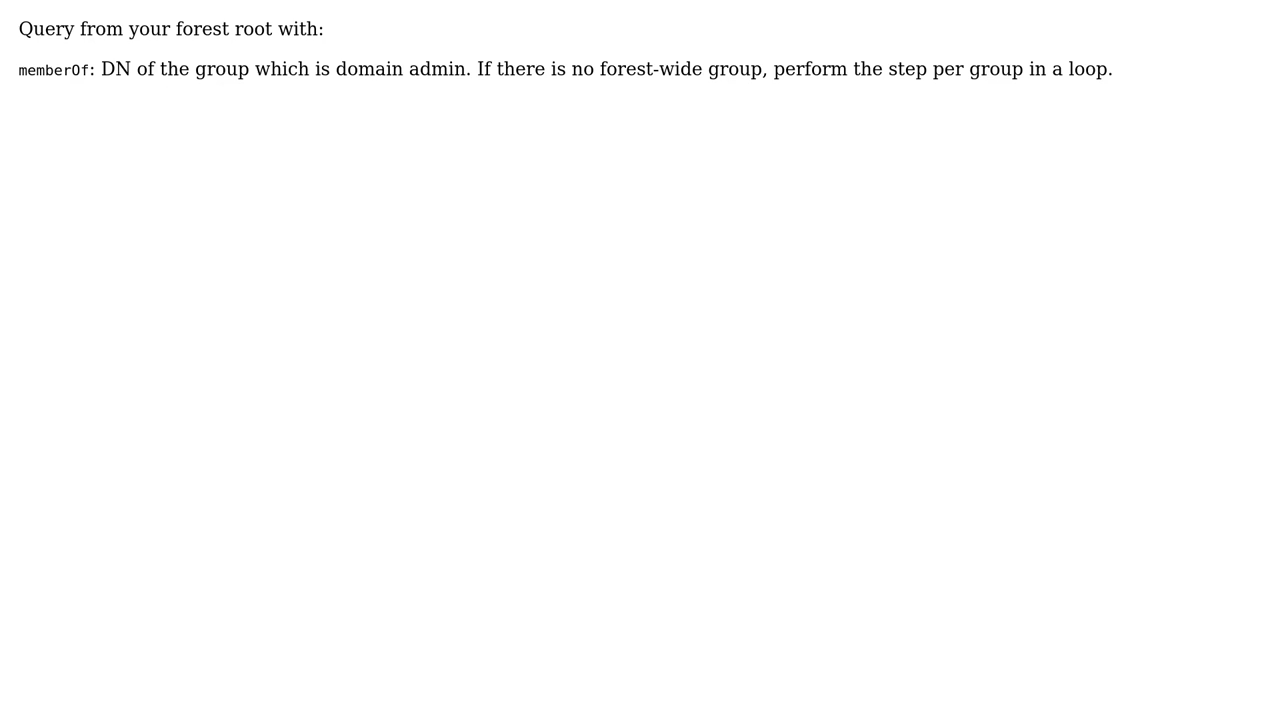 Query from your forest root with:
memberOf: DN of the group which is domain admin. If there is no forest-wide group, perform the step per group in a loop.